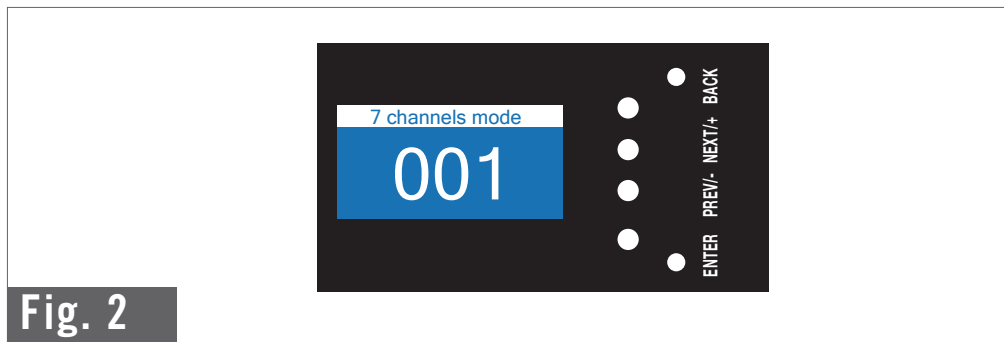 7 channels mode
001
BACK
NEXT/+
PREV/-
ENTER
Fig. 2